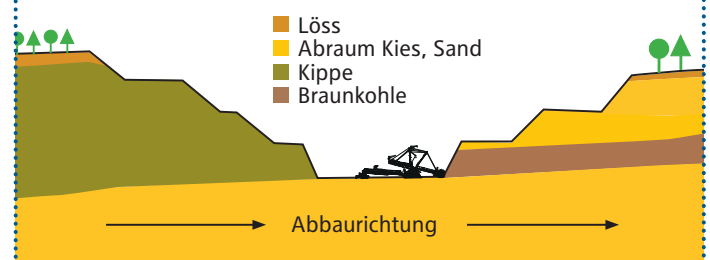 Löss
Abraum Kies, Sand
Kippe
Braunkohle
Abbaurichtung